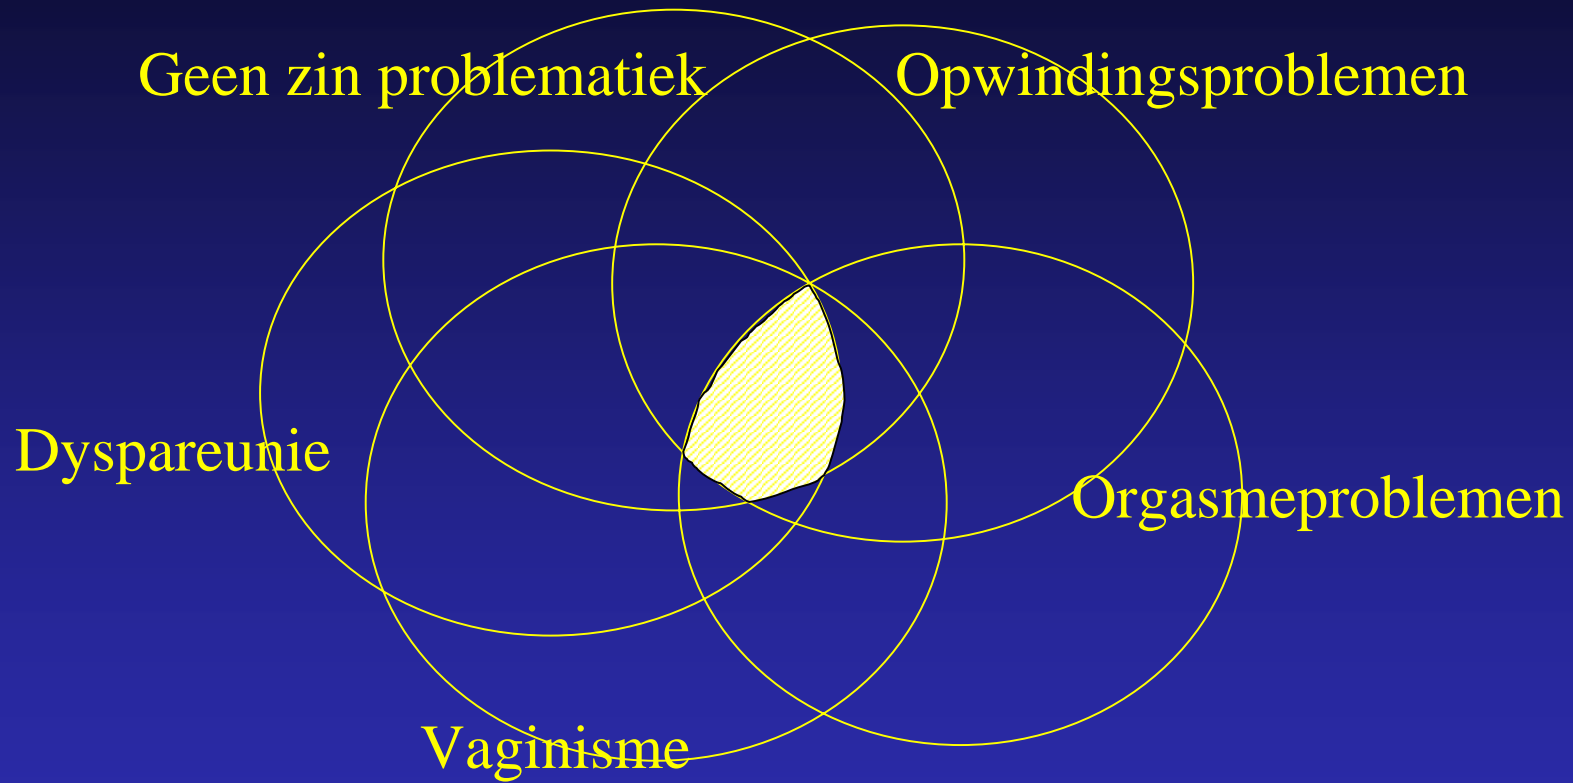 Geen zin problematiek
Opwindingsproblemen
Dyspareunie
Orgasmeproblemen
Vaginisme